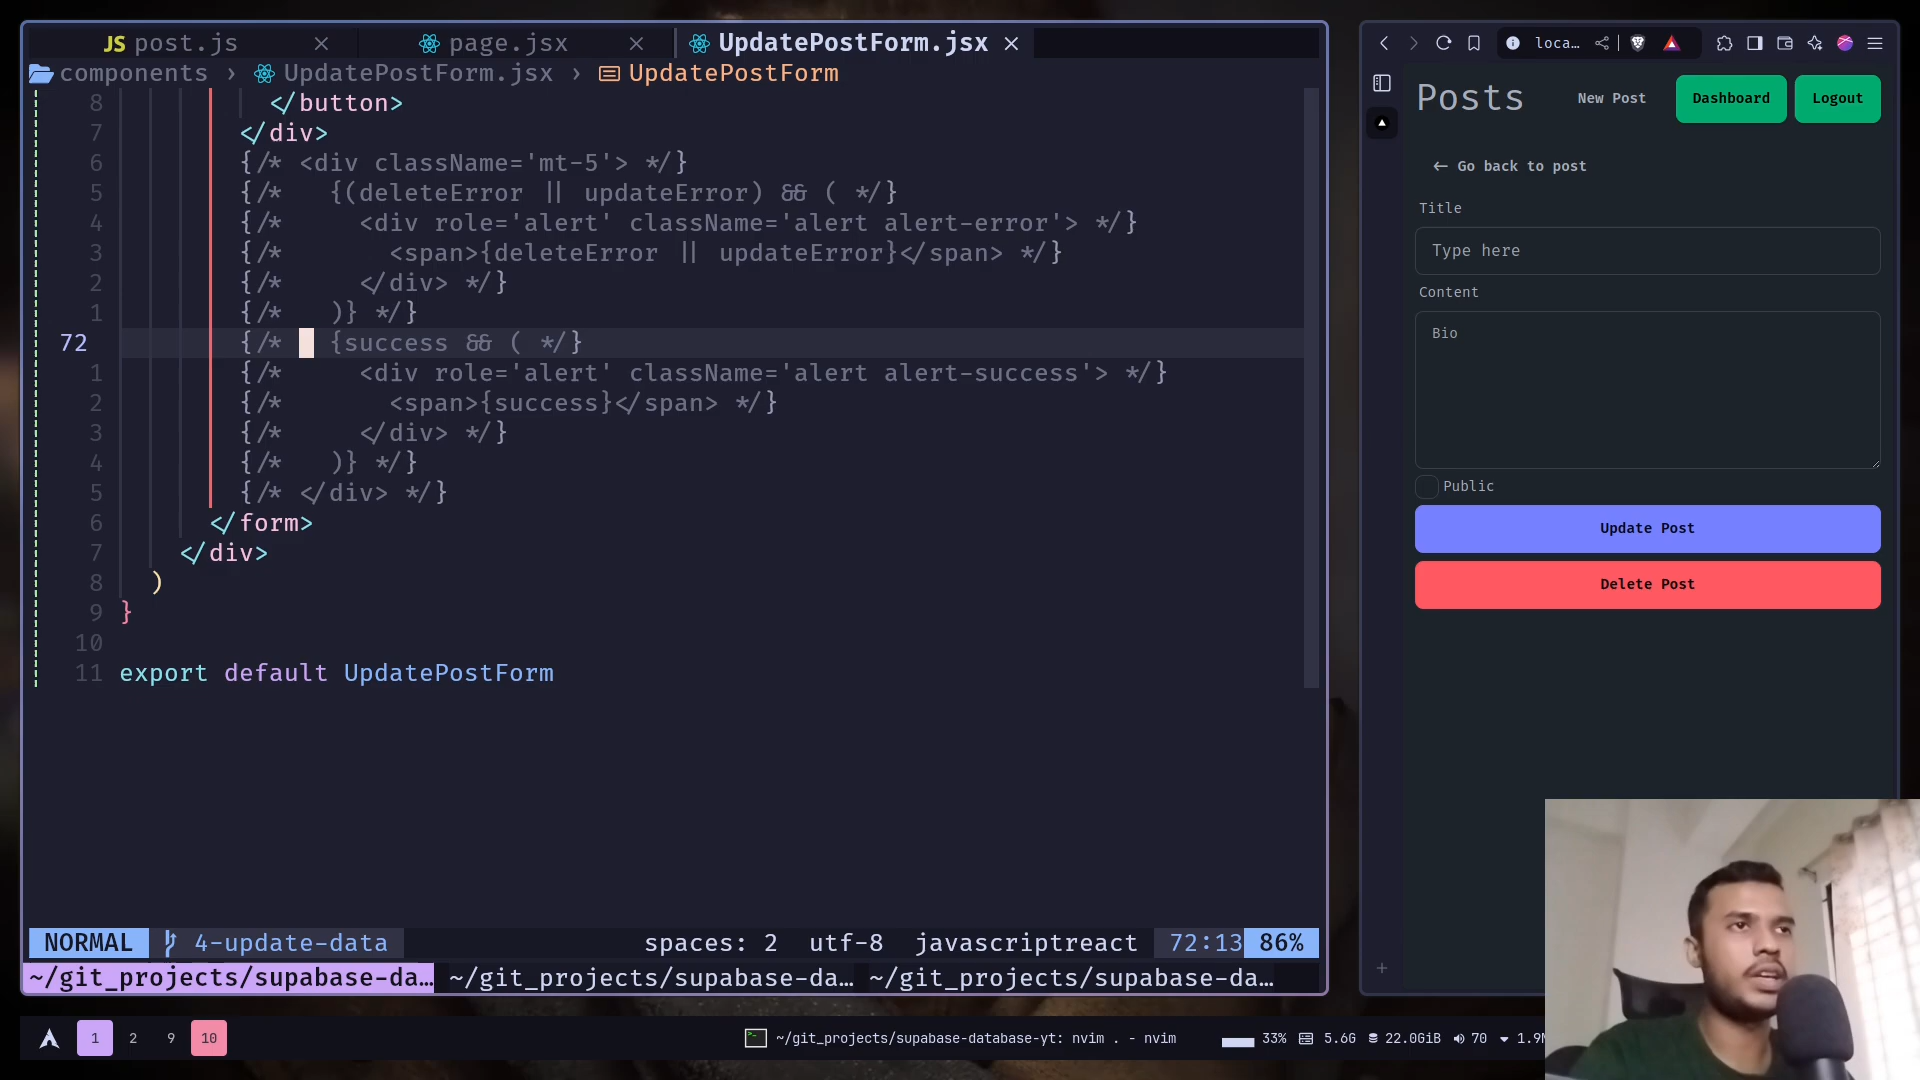 JS post.js
page.jsx
UpdatePostForm.jsx
components › UpdatePostForm.jsx › UpdatePostForm
8 </button>
7 </div>
6 {/* <div className='mt-5'> */}
5 {/*   {(deleteError || updateError) && ( */}
4 {/*     <div role='alert' className='alert alert-error'> */}
3 {/*       <span>{deleteError || updateError}</span> */}
2 {/*     </div> */}
1 {/*   )} */}
72 {/*   {success && ( */}
1 {/*     <div role='alert' className='alert alert-success'> */}
2 {/*       <span>{success}</span> */}
3 {/*     </div> */}
4 {/*   )} */}
5 {/* </div> */}
6 </form>
7 </div>
8 )
9 }
10
11 export default UpdatePostForm
NORMAL 4-update-data spaces: 2 utf-8 javascriptreact 72:13 86%
~/git_projects/supabase-da… ~/git_projects/supabase-da… ~/git_projects/supabase-da…
loca…
Posts New Post Dashboard Logout
← Go back to post
Title
Type here
Content
Bio
Public
Update Post
Delete Post
1 2 9 10 ~/git_projects/supabase-database-yt: nvim . - nvim 33% 5.6G 22.0GiB 70